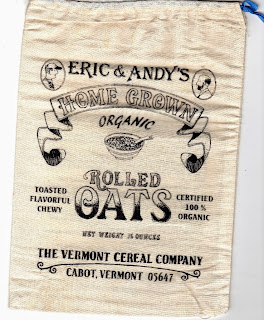 ERIC & ANDY'S
HOME GROWN
ORGANIC
ROLLED
OATS
TOASTED
FLAVORFUL
CHEWY
CERTIFIED
100 %
ORGANIC
NET WEIGHT OUNCES
THE VERMONT CEREAL COMPANY
CABOT, VERMONT 05647